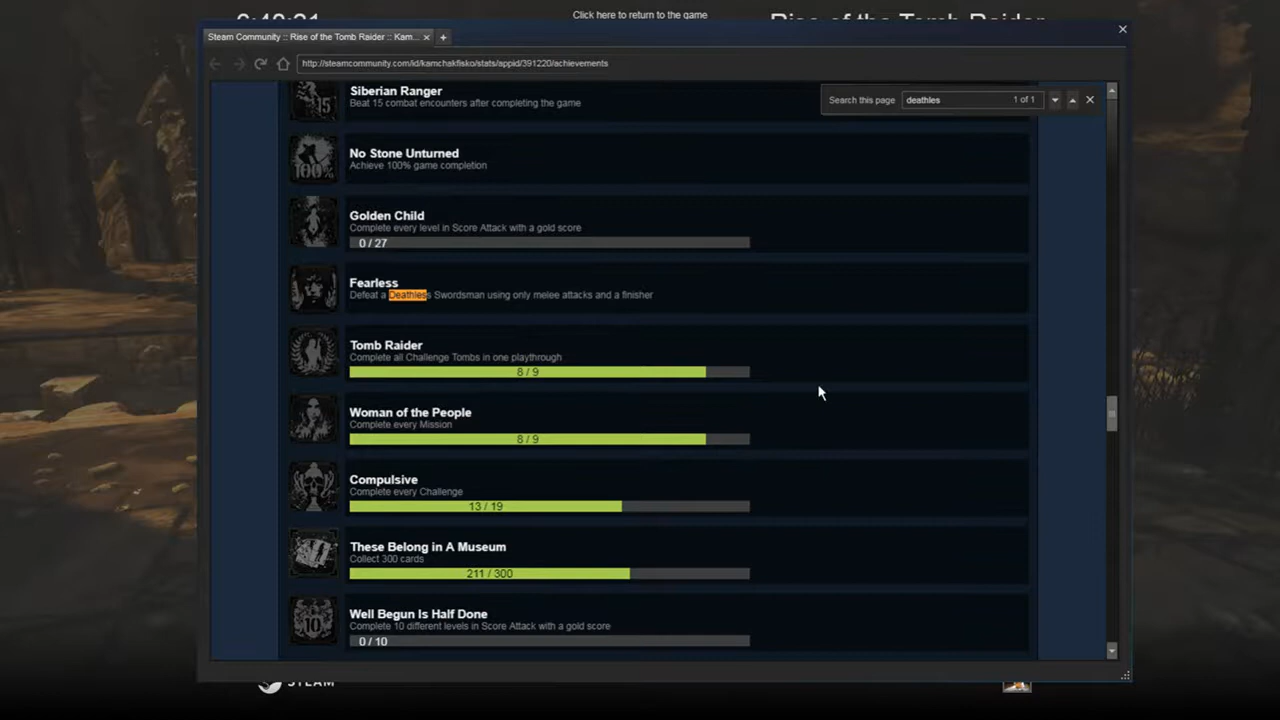 Click here to return to the game
Rise of the Tomb Raider
Steam Community :: Rise of the Tomb Raider :: Kam...
http://steamcommunity.com/id/kamchakfisko/stats/appid/391220/achievements
Search this page deathles 1 of 1
Siberian Ranger
Beat 15 combat encounters after completing the game
No Stone Unturned
Achieve 100% game completion
Golden Child
Complete every level in Score Attack with a gold score
0 / 27
Fearless
Defeat a Deathless Swordsman using only melee attacks and a finisher
Tomb Raider
Complete all Challenge Tombs in one playthrough
8 / 9
Woman of the People
Complete every Mission
8 / 9
Compulsive
Complete every Challenge
13 / 19
These Belong in A Museum
Collect 300 cards
211 / 300
Well Begun Is Half Done
Complete 10 different levels in Score Attack with a gold score
0 / 10
STEAM